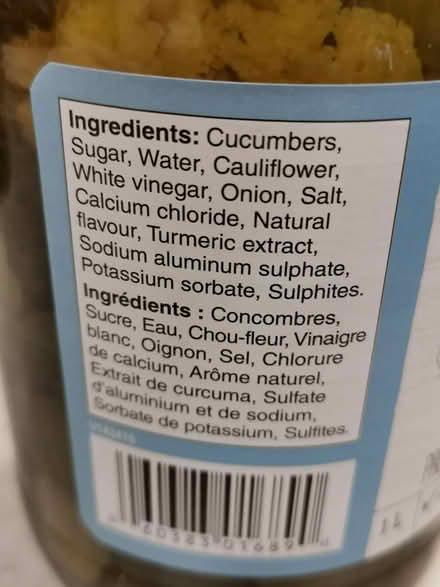 Ingredients: Cucumbers,
Sugar, Water, Cauliflower,
White vinegar, Onion, Salt,
Calcium chloride, Natural
flavour, Turmeric extract,
Sodium aluminum sulphate,
Potassium sorbate, Sulphites.
Ingrédients : Concombres,
Sucre, Eau, Chou-fleur, Vinaigre
blanc, Oignon, Sel, Chlorure
de calcium, Arôme naturel,
Extrait de curcuma, Sulfate
d'aluminium et de sodium,
Sorbate de potassium, Sulfites.
60383 01689